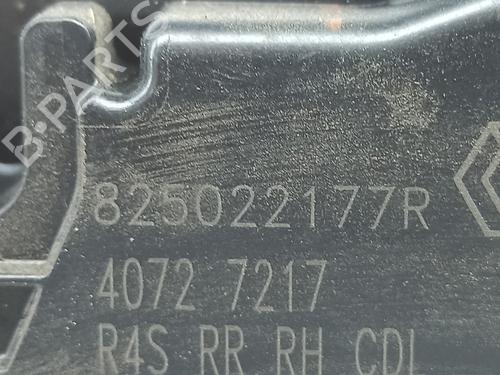 B-PARTS
825022177R
4072 7217
R4S RR RH CDL